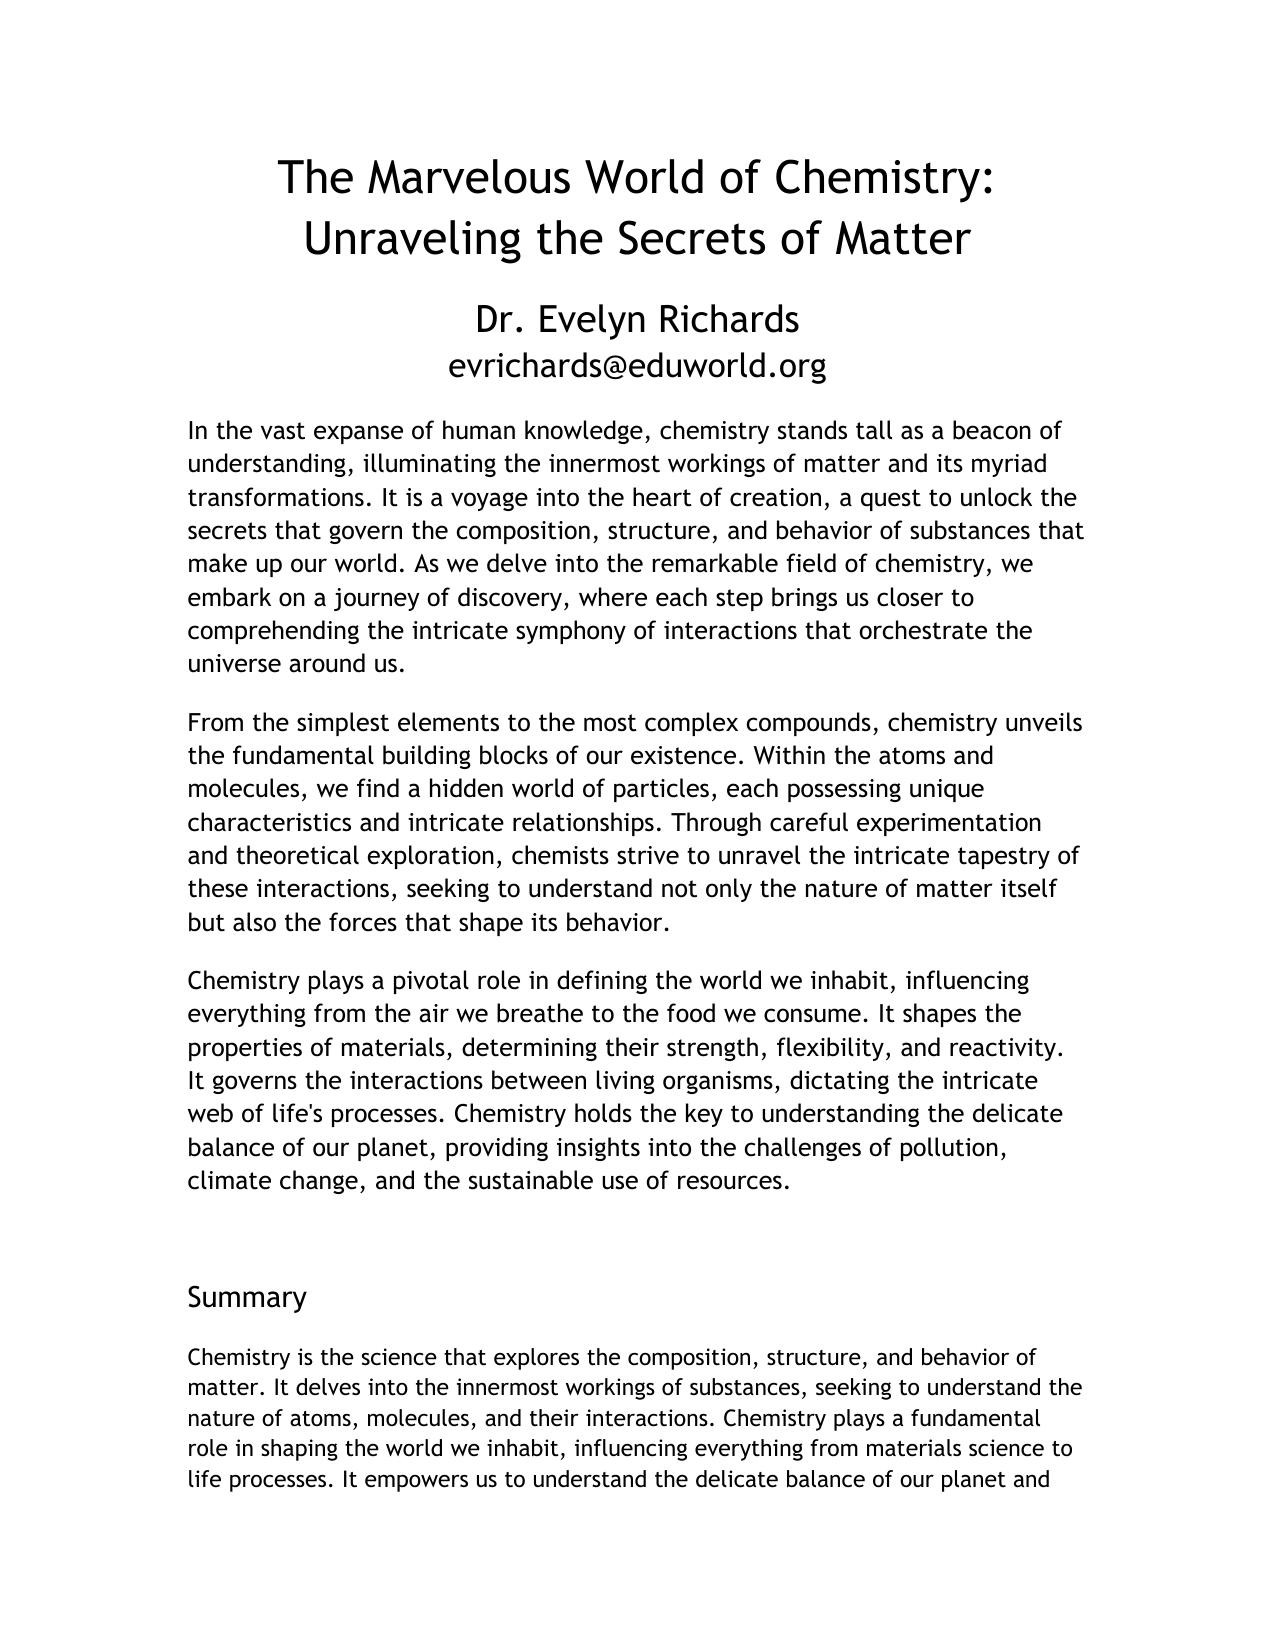 The Marvelous World of Chemistry:
Unraveling the Secrets of Matter
Dr. Evelyn Richards
evrichards@eduworld.org
In the vast expanse of human knowledge, chemistry stands tall as a beacon of
understanding, illuminating the innermost workings of matter and its myriad
transformations. It is a voyage into the heart of creation, a quest to unlock the
secrets that govern the composition, structure, and behavior of substances that
make up our world. As we delve into the remarkable field of chemistry, we
embark on a journey of discovery, where each step brings us closer to
comprehending the intricate symphony of interactions that orchestrate the
universe around us.
From the simplest elements to the most complex compounds, chemistry unveils
the fundamental building blocks of our existence. Within the atoms and
molecules, we find a hidden world of particles, each possessing unique
characteristics and intricate relationships. Through careful experimentation
and theoretical exploration, chemists strive to unravel the intricate tapestry of
these interactions, seeking to understand not only the nature of matter itself
but also the forces that shape its behavior.
Chemistry plays a pivotal role in defining the world we inhabit, influencing
everything from the air we breathe to the food we consume. It shapes the
properties of materials, determining their strength, flexibility, and reactivity.
It governs the interactions between living organisms, dictating the intricate
web of life's processes. Chemistry holds the key to understanding the delicate
balance of our planet, providing insights into the challenges of pollution,
climate change, and the sustainable use of resources.
Summary
Chemistry is the science that explores the composition, structure, and behavior of
matter. It delves into the innermost workings of substances, seeking to understand the
nature of atoms, molecules, and their interactions. Chemistry plays a fundamental
role in shaping the world we inhabit, influencing everything from materials science to
life processes. It empowers us to understand the delicate balance of our planet and